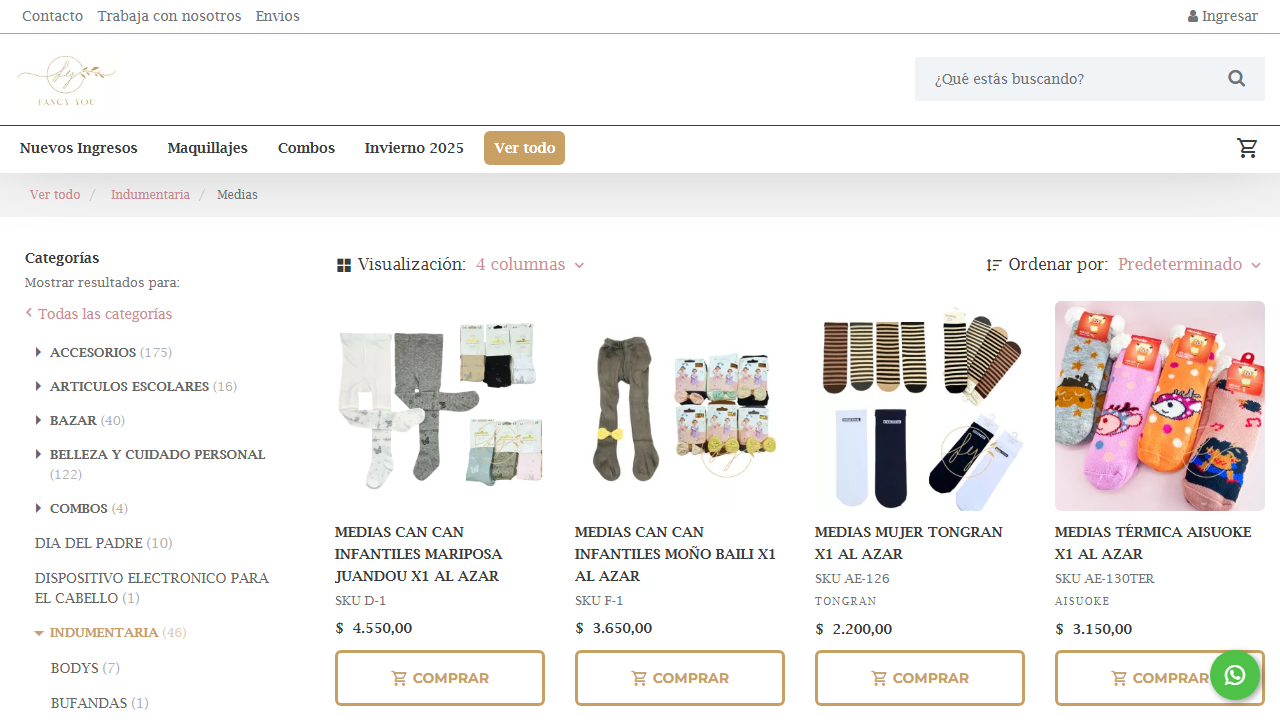 Contacto Trabaja con nosotros Envios Ingresar
FANCY YOU
¿Qué estás buscando?
Nuevos Ingresos Maquillajes Combos Invierno 2025 Ver todo
Ver todo / Indumentaria / Medias
Categorías
Mostrar resultados para:
Todas las categorías
ACCESORIOS (175)
ARTICULOS ESCOLARES (16)
BAZAR (40)
BELLEZA Y CUIDADO PERSONAL
(122)
COMBOS (4)
DIA DEL PADRE (10)
DISPOSITIVO ELECTRONICO PARA
EL CABELLO (1)
INDUMENTARIA (46)
BODYS (7)
BUFANDAS (1)
Visualización: 4 columnas
Ordenar por: Predeterminado
MEDIAS CAN CAN
INFANTILES MARIPOSA
JUANDOU X1 AL AZAR
SKU D-1
$ 4.550,00
COMPRAR
MEDIAS CAN CAN
INFANTILES MOÑO BAILI X1
AL AZAR
SKU F-1
$ 3.650,00
COMPRAR
MEDIAS MUJER TONGRAN
X1 AL AZAR
SKU AE-126
TONGRAN
$ 2.200,00
COMPRAR
MEDIAS TÉRMICA AISUOKE
X1 AL AZAR
SKU AE-130TER
AISUOKE
$ 3.150,00
COMPRAR